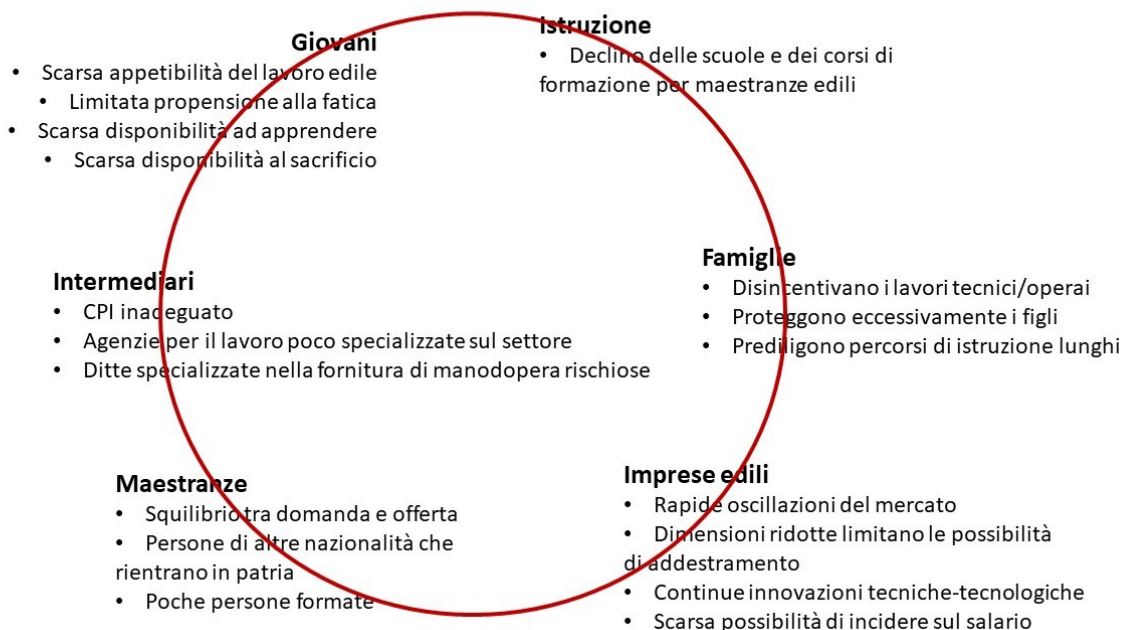 Giovani
• Scarsa appetibilità del lavoro edile
• Limitata propensione alla fatica
• Scarsa disponibilità ad apprendere
• Scarsa disponibilità al sacrificio
Istruzione
• Declino delle scuole e dei corsi di
formazione per maestranze edili
Intermediari
• CPI inadeguato
• Agenzie per il lavoro poco specializzate sul settore
• Ditte specializzate nella fornitura di manodopera rischiose
Famiglie
• Disincentivano i lavori tecnici/operai
• Proteggono eccessivamente i figli
• Prediligono percorsi di istruzione lunghi
Maestranze
• Squilibrio tra domanda e offerta
• Persone di altre nazionalità che
rientrano in patria
• Poche persone formate
Imprese edili
• Rapide oscillazioni del mercato
• Dimensioni ridotte limitano le possibilità
di addestramento
• Continue innovazioni tecniche-tecnologiche
• Scarsa possibilità di incidere sul salario